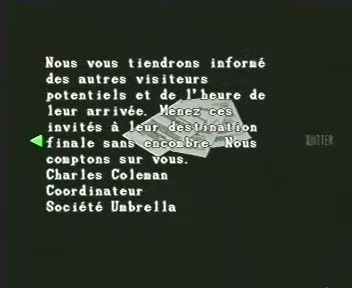 Nous vous tiendrons informé
des autres visiteurs
potentiels et de l'heure de
leur arrivée. Menez ces
invités à leur destination
finale sans encombre. Nous
comptons sur vous.
Charles Coleman
Coordinateur
Société Umbrella
QUITTER